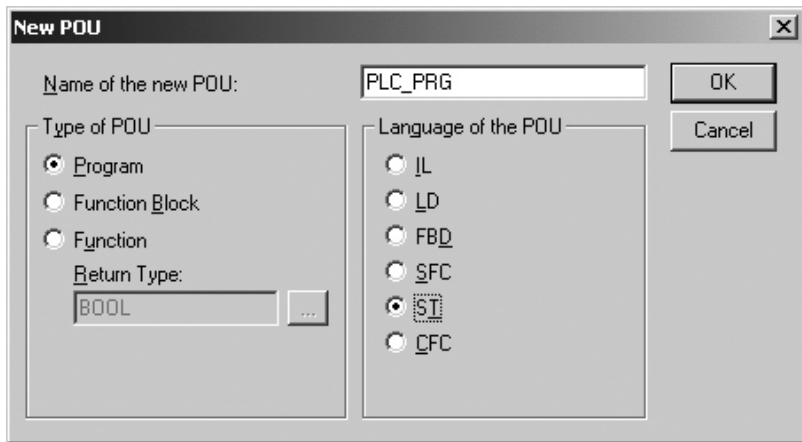 New POU
Name of the new POU:
PLC_PRG
OK
Cancel
Type of POU
Program
Function Block
Function
Return Type:
BOOL
...
Language of the POU
IL
LD
FBD
SFC
ST
CFC